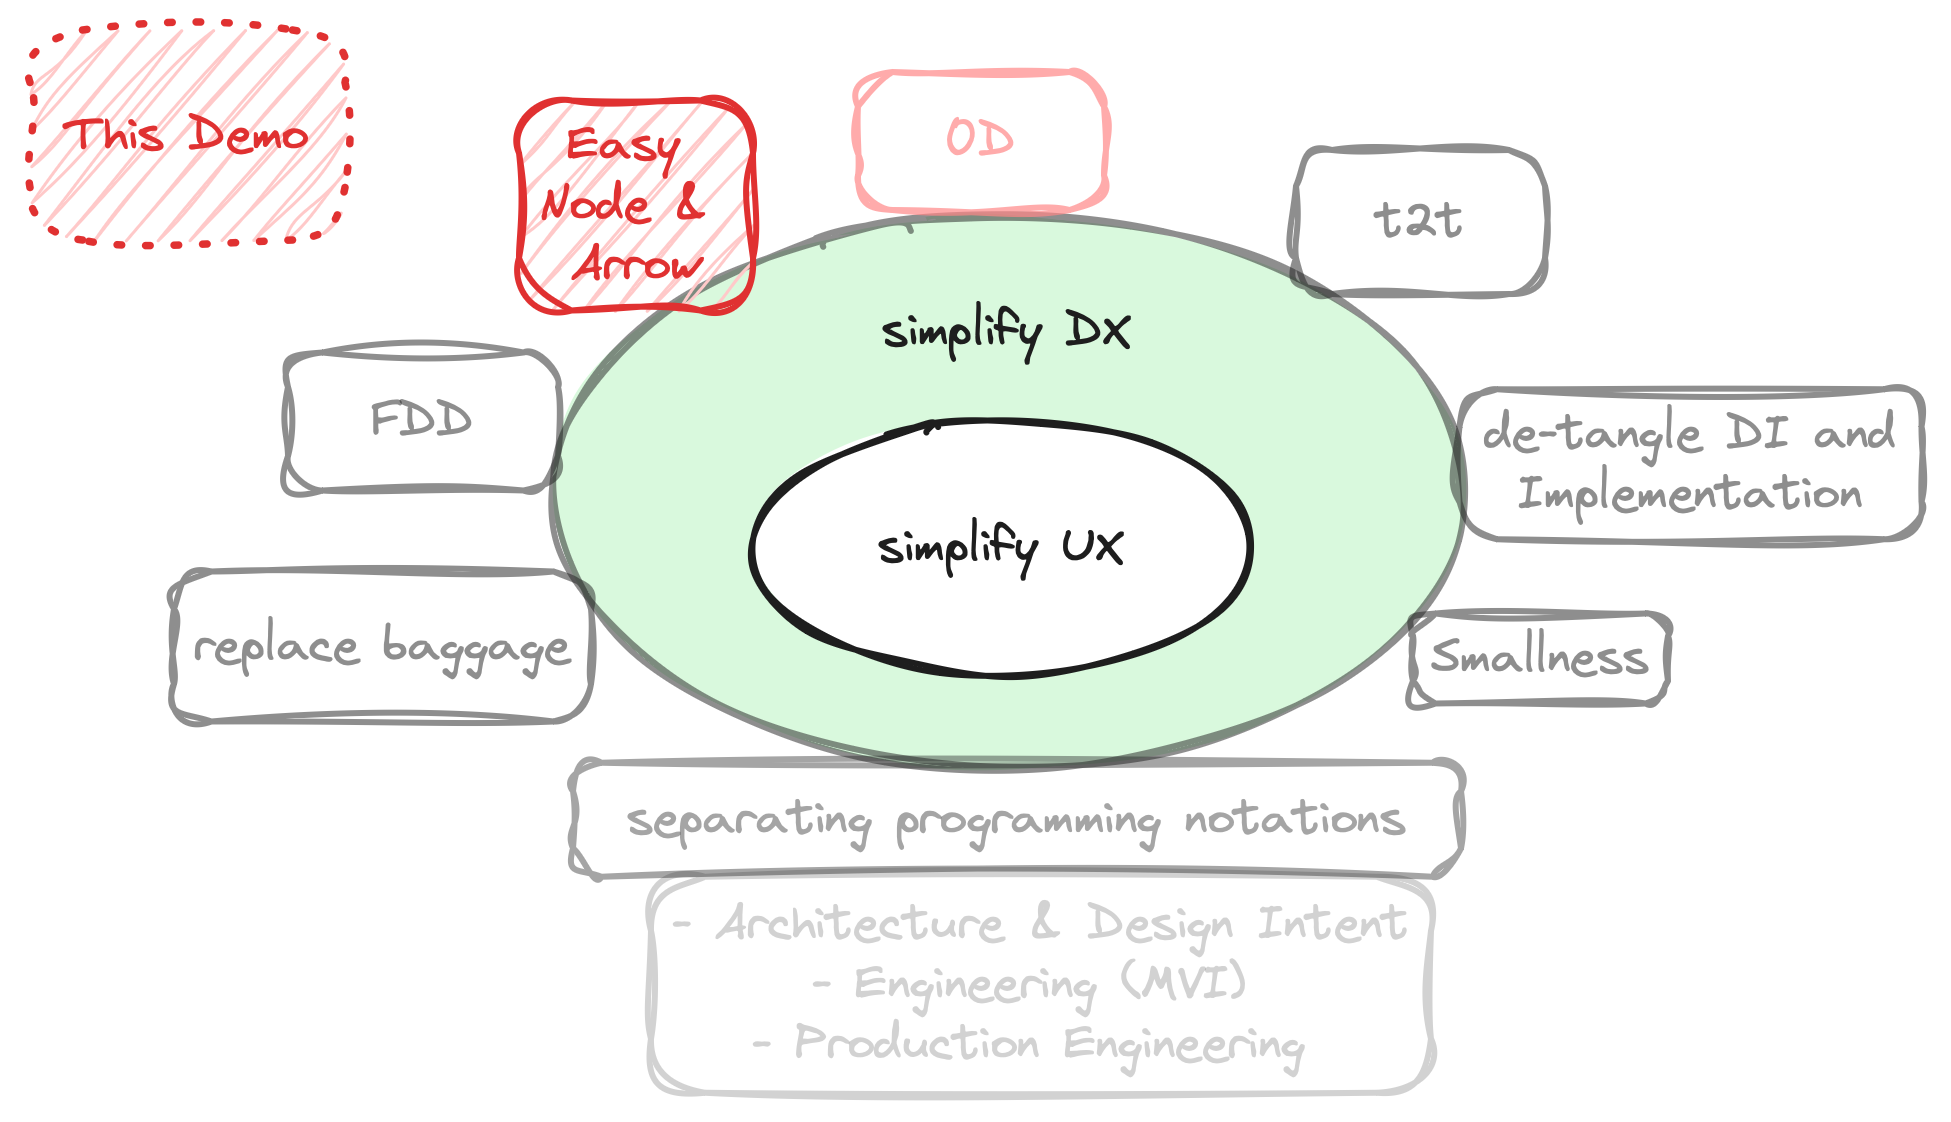 This Demo
Easy
Node &
Arrow
OD
t2t
simplify DX
FDD
de-tangle DI and
Implementation
simplify UX
replace baggage
Smallness
separating programming notations
- Architecture & Design Intent
- Engineering (MVI)
- Production Engineering